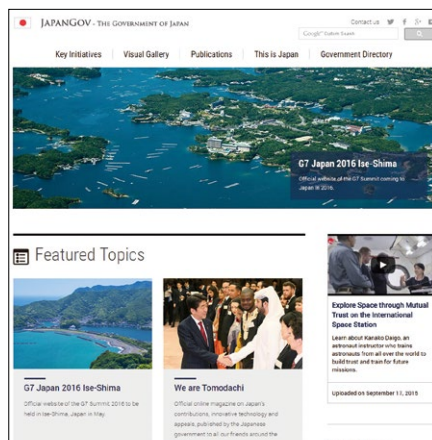 JAPANGOV - THE GOVERNMENT OF JAPAN
Contact us
Google Custom Search
Key Initiatives
Visual Gallery
Publications
This is Japan
Government Directory
G7 Japan 2016 Ise-Shima
Official website of the G7 Summit coming to
Japan in 2016.
Featured Topics
G7 Japan 2016 Ise-Shima
Official website of the G7 Summit 2016 to be
held in Ise-Shima, Japan in May.
We are Tomodachi
Official online magazine on Japan's
contributions, innovative technology and
appeals, published by the Japanese
government to all our friends around the
Explore Space through Mutual
Trust on the International
Space Station
Learn about Kanako Daigo, an
astronaut instructor who trains
astronauts from all over the world to
build trust and train for future
missions.
Uploaded on September 11, 2015